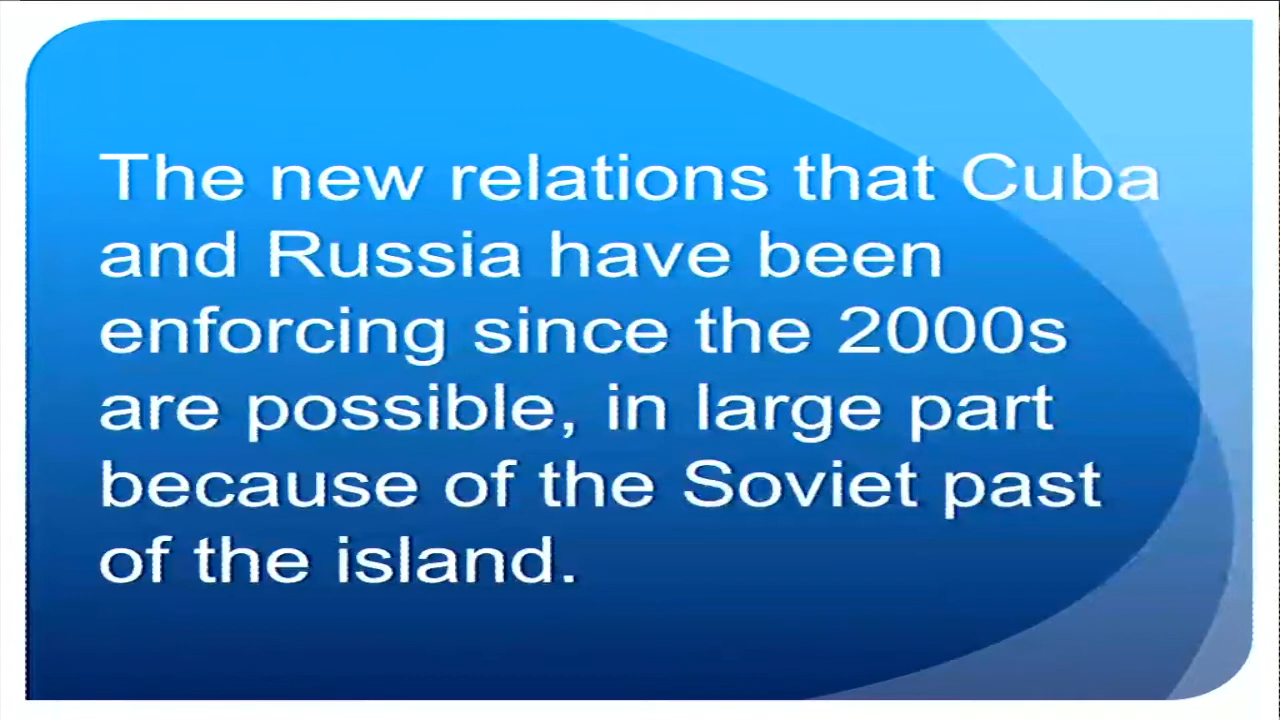 The new relations that Cuba
and Russia have been
enforcing since the 2000s
are possible, in large part
because of the Soviet past
of the island.